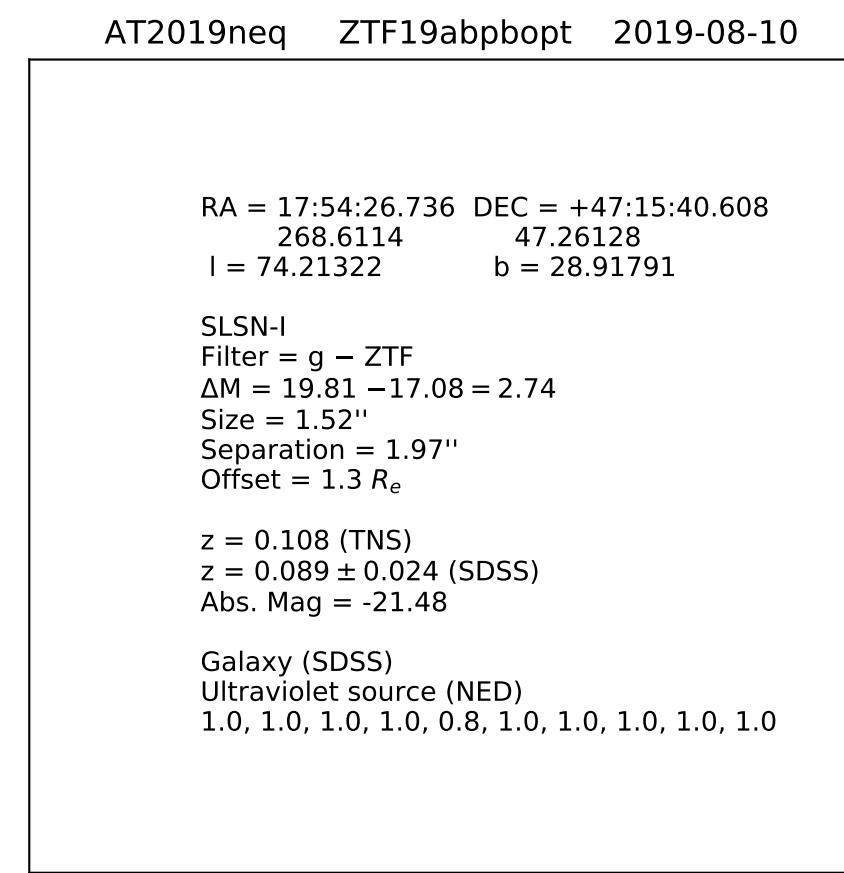 AT2019neq ZTF19abpbopt 2019-08-10
RA = 17:54:26.736 DEC = +47:15:40.608
268.6114 47.26128
l = 74.21322 b = 28.91791
SLSN-I
Filter = g − ZTF
ΔM = 19.81 −17.08 = 2.74
Size = 1.52''
Separation = 1.97''
Offset = 1.3 Rₑ
z = 0.108 (TNS)
z = 0.089 ± 0.024 (SDSS)
Abs. Mag = -21.48
Galaxy (SDSS)
Ultraviolet source (NED)
1.0, 1.0, 1.0, 1.0, 0.8, 1.0, 1.0, 1.0, 1.0, 1.0